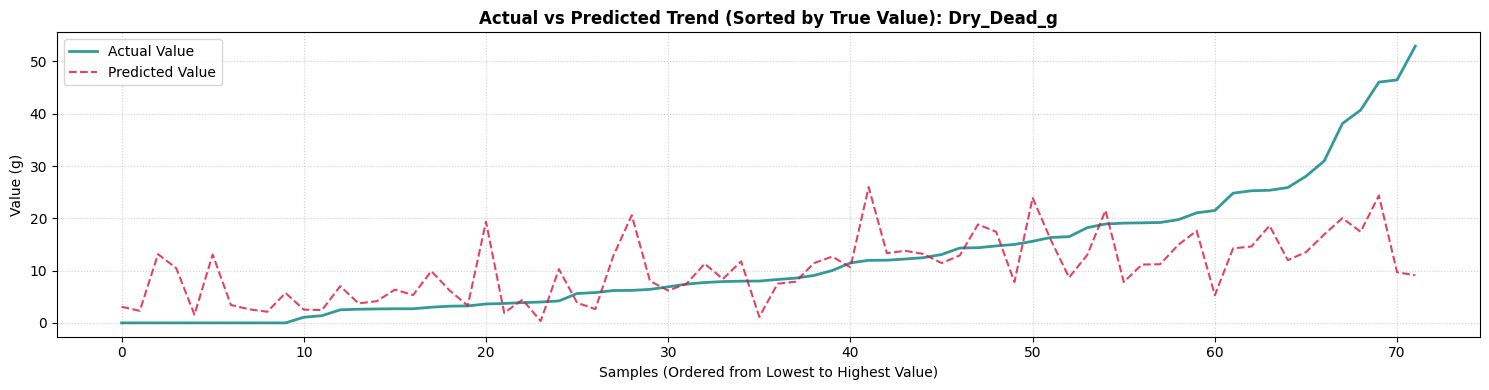 Actual vs Predicted Trend (Sorted by True Value): Dry_Dead_g
Actual Value
Predicted Value
Value (g)
50
40
30
20
10
0
0 10 20 30 40 50 60 70
Samples (Ordered from Lowest to Highest Value)